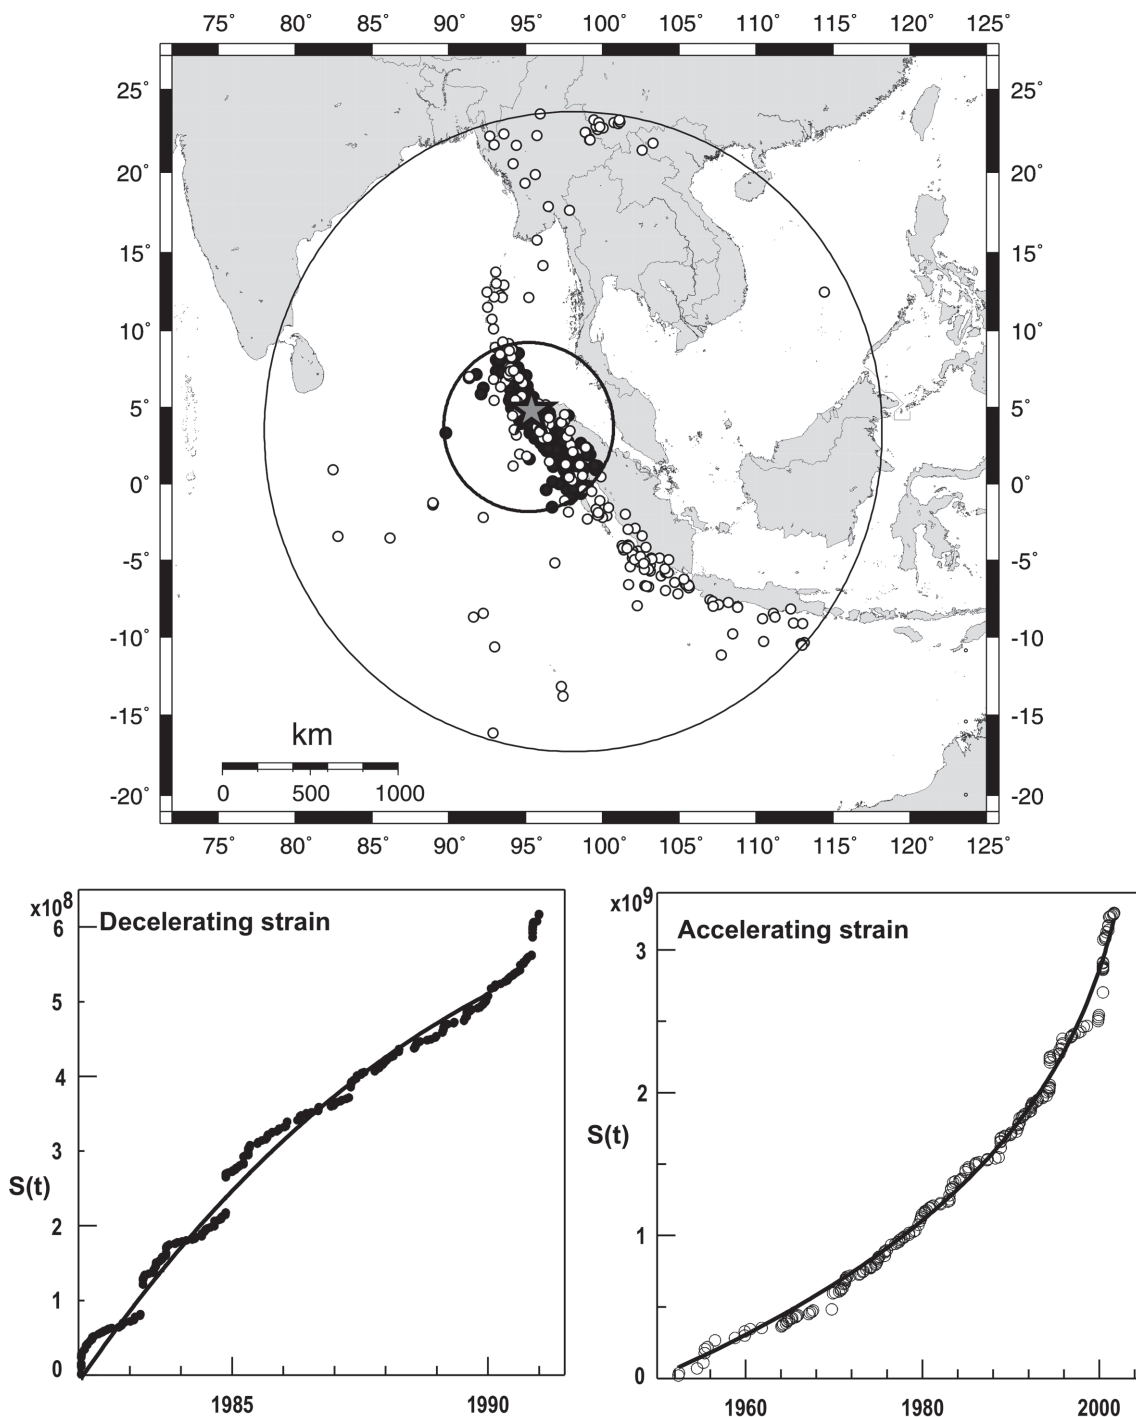 75˚ 80˚ 85˚ 90˚ 95˚ 100˚ 105˚ 110˚ 115˚ 120˚ 125˚
25˚ 25˚
20˚ 20˚
15˚ 15˚
10˚ 10˚
5˚ 5˚
0˚ 0˚
-5˚ -5˚
-10˚ -10
-15˚ -15
km
0 500 1000
-20˚ -20
75˚ 80˚ 85˚ 90˚ 95˚ 100˚ 105˚ 110˚ 115˚ 120˚ 125˚
x10⁸
Decelerating strain
6
5
4
3
S(t)
2
1
0
1985 1990
x10⁹
Accelerating strain
3
2
S(t)
1
0
1960 1980 2000